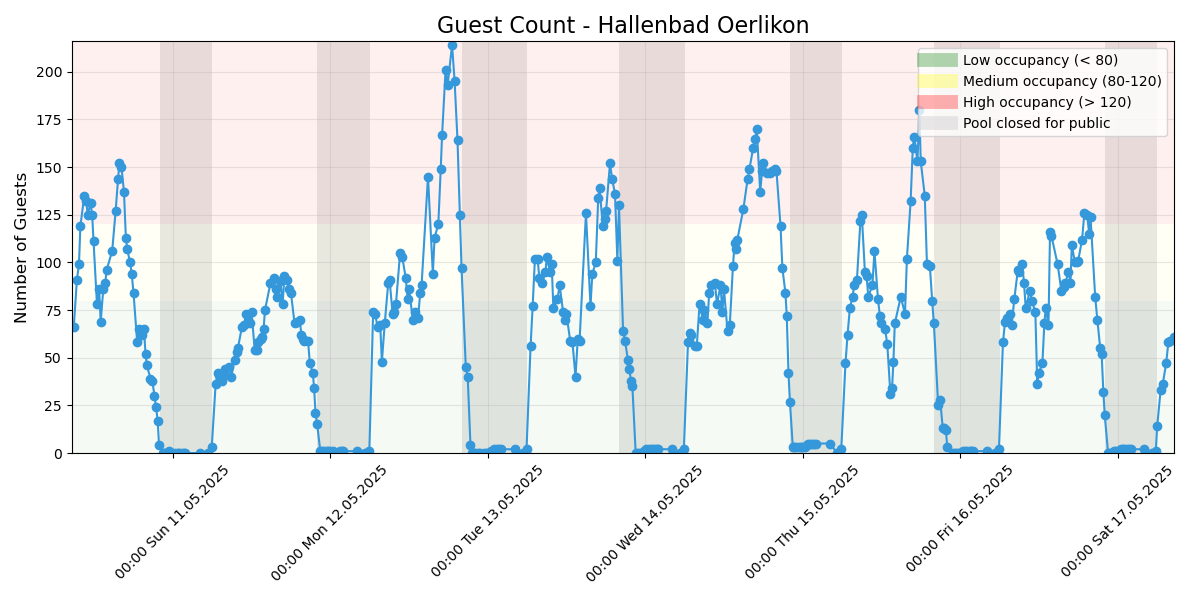 Guest Count - Hallenbad Oerlikon
Number of Guests
200
175
150
125
100
75
50
25
0
Low occupancy (< 80)
Medium occupancy (80-120)
High occupancy (> 120)
Pool closed for public
00:00 Sun 11.05.2025
00:00 Mon 12.05.2025
00:00 Tue 13.05.2025
00:00 Wed 14.05.2025
00:00 Thu 15.05.2025
00:00 Fri 16.05.2025
00:00 Sat 17.05.2025